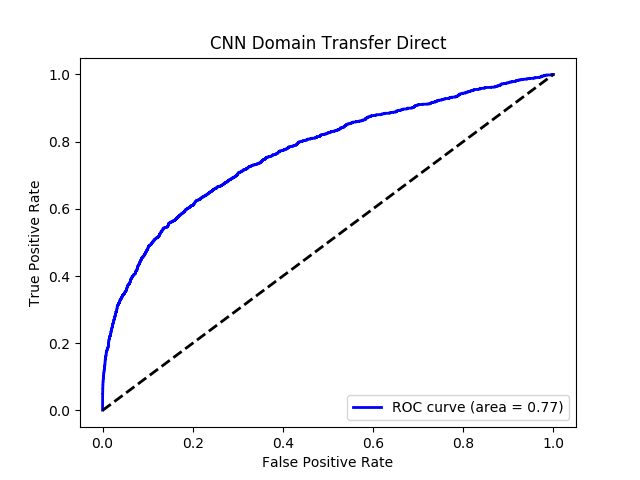 CNN Domain Transfer Direct
1.0
0.8
0.6
0.4
0.2
0.0
True Positive Rate
ROC curve (area = 0.77)
0.0 0.2 0.4 0.6 0.8 1.0
False Positive Rate